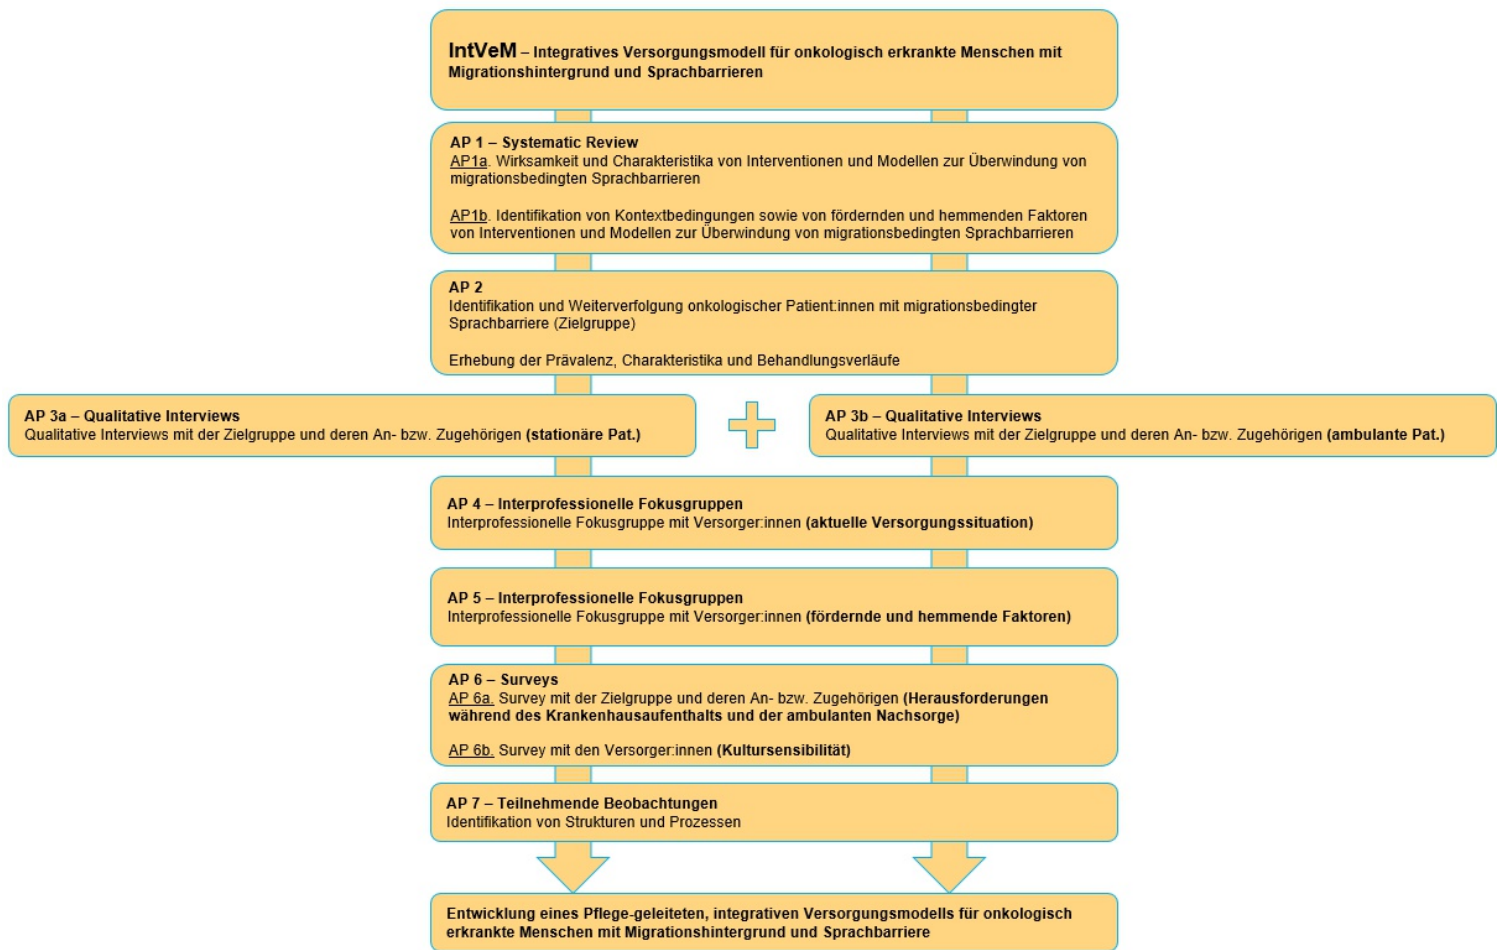 IntVeM – Integratives Versorgungsmodell für onkologisch erkrankte Menschen mit
Migrationshintergrund und Sprachbarrieren
AP 1 – Systematic Review
AP1a. Wirksamkeit und Charakteristika von Interventionen und Modellen zur Überwindung von
migrationsbedingten Sprachbarrieren
AP1b. Identifikation von Kontextbedingungen sowie von fördernden und hemmenden Faktoren
von Interventionen und Modellen zur Überwindung von migrationsbedingten Sprachbarrieren
AP 2
Identifikation und Weiterverfolgung onkologischer Patient:innen mit migrationsbedingter
Sprachbarriere (Zielgruppe)
Erhebung der Prävalenz, Charakteristika und Behandlungsverläufe
AP 3a – Qualitative Interviews
Qualitative Interviews mit der Zielgruppe und deren An- bzw. Zugehörigen (stationäre Pat.)
AP 3b – Qualitative Interviews
Qualitative Interviews mit der Zielgruppe und deren An- bzw. Zugehörigen (ambulante Pat.)
AP 4 – Interprofessionelle Fokusgruppen
Interprofessionelle Fokusgruppe mit Versorger:innen (aktuelle Versorgungssituation)
AP 5 – Interprofessionelle Fokusgruppen
Interprofessionelle Fokusgruppe mit Versorger:innen (fördernde und hemmende Faktoren)
AP 6 – Surveys
AP 6a. Survey mit der Zielgruppe und deren An- bzw. Zugehörigen (Herausforderungen
während des Krankenhausaufenthalts und der ambulanten Nachsorge)
AP 6b. Survey mit den Versorger:innen (Kultursensibilität)
AP 7 – Teilnehmende Beobachtungen
Identifikation von Strukturen und Prozessen
Entwicklung eines Pflege-geleiteten, integrativen Versorgungsmodells für onkologisch
erkrankte Menschen mit Migrationshintergrund und Sprachbarriere